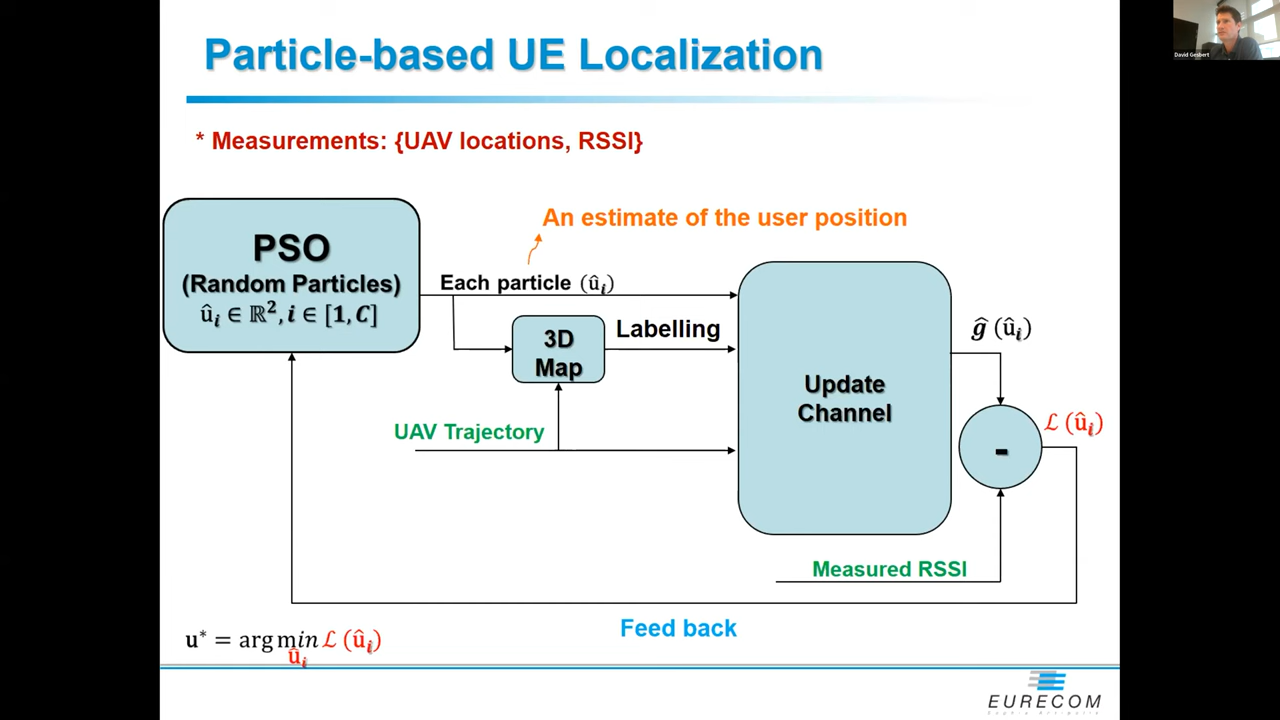 Particle-based UE Localization
David Gesbert
* Measurements: {UAV locations, RSSI}
An estimate of the user position
PSO
(Random Particles)
û𝒊 ∈ ℝ², 𝒊 ∈ [𝟏, 𝑪]
Each particle (û𝒊)
3D
Map
Labelling
UAV Trajectory
Update
Channel
𝒈̂ (û𝒊)
-
ℒ (û𝒊)
Measured RSSI
Feed back
u* = arg min ℒ (û𝒊)
û𝒊
EURECOM